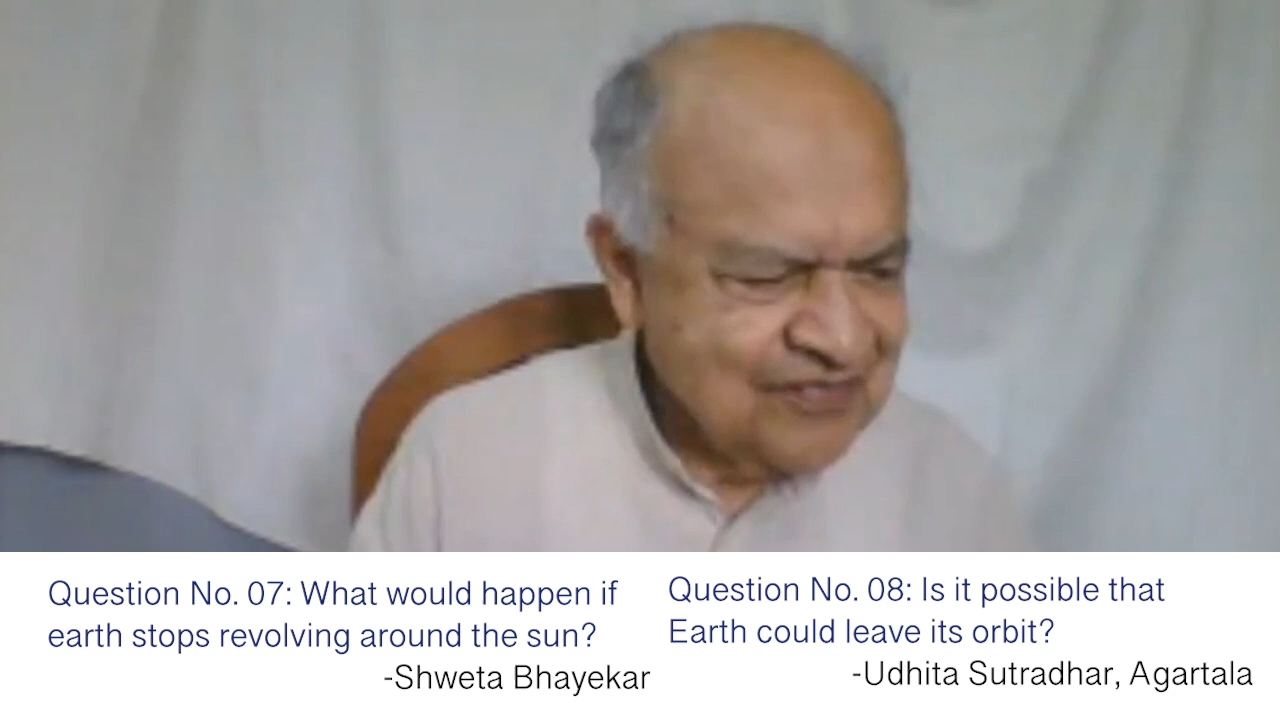 Question No. 07: What would happen if
earth stops revolving around the sun?
-Shweta Bhayekar
Question No. 08: Is it possible that
Earth could leave its orbit?
-Udhita Sutradhar, Agartala